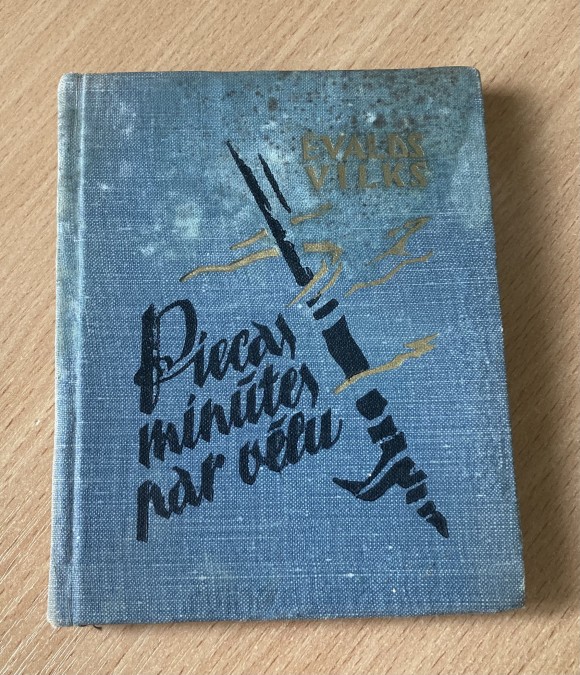 ĒVALDS
VILKS
Piecas
minūtes
par vēlu